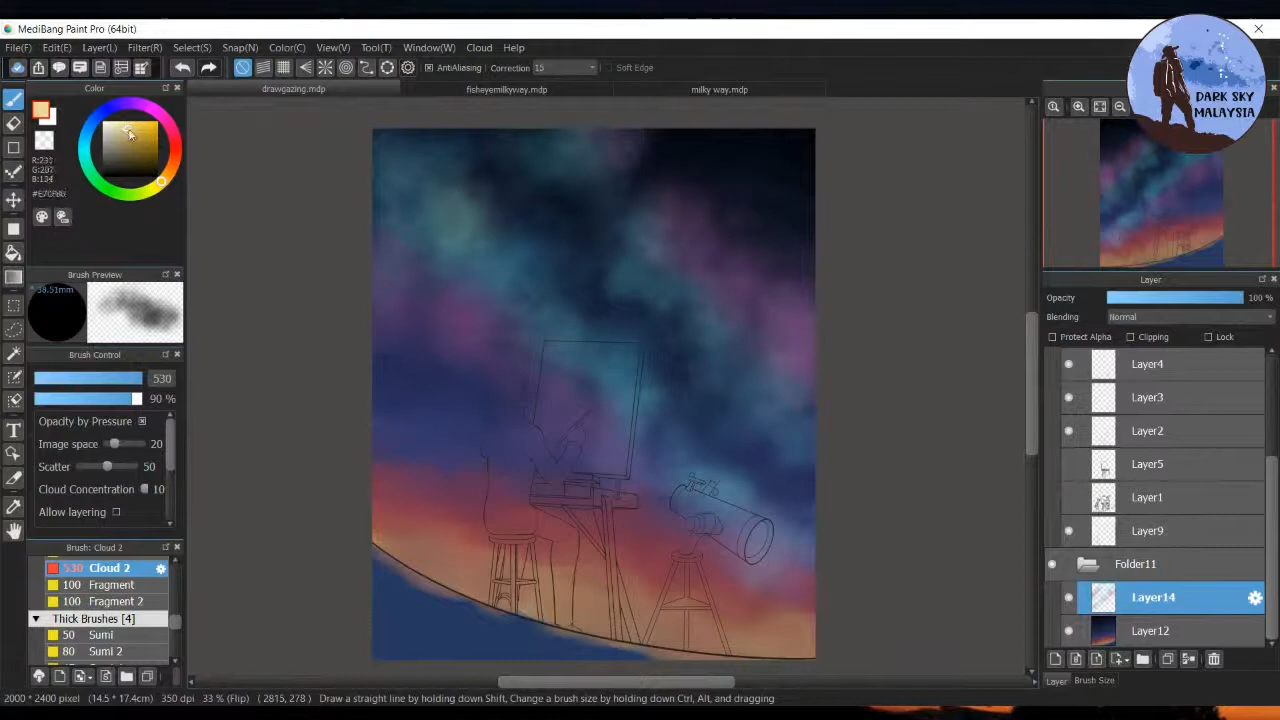 MediBang Paint Pro (64bit)
File(F) Edit(E) Layer(L) Filter(R) Select(S) Snap(N) Color(C) View(V) Tool(T) Window(W) Cloud Help
AntiAliasing Correction 15 Soft Edge
DARK SKY
MALAYSIA
Color
drawgazing.mdp fisheyemilkyway.mdp milky way.mdp
R:231
G:207
B:134
Brush Preview
38.51mm
Layer
Opacity 100 %
Blending Normal
Protect Alpha Clipping Lock
Brush Control
530
90 %
Opacity by Pressure
Image space 20
Scatter 50
Cloud Concentration 10
Allow layering
Layer4
Layer3
Layer2
Layer5
Layer1
Layer9
Folder11
Layer14
Layer12
Brush: Cloud 2
530 Cloud 2
100 Fragment
100 Fragment 2
Thick Brushes [4]
50 Sumi
80 Sumi 2
Layer Brush Size
2000 * 2400 pixel (14.5 * 17.4cm) 350 dpi 33 % (Flip) ( 2815, 278 ) Draw a straight line by holding down Shift, Change a brush size by holding down Ctrl, Alt, and dragging